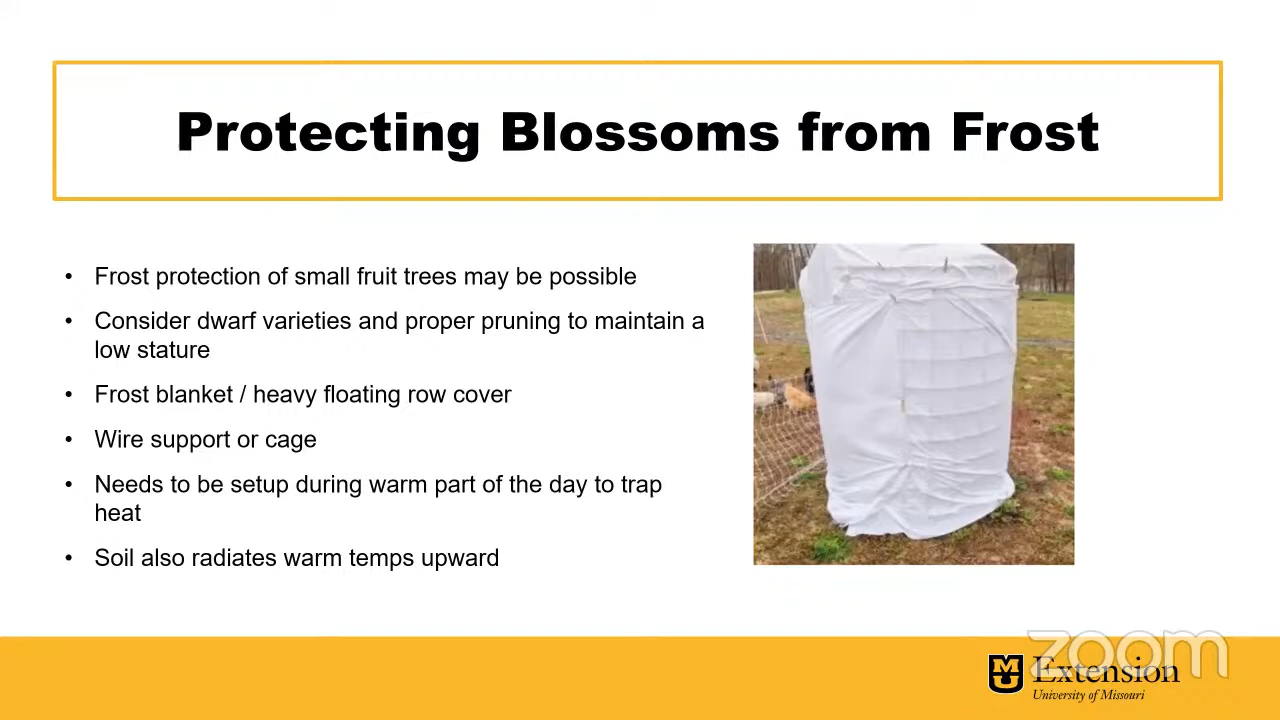 Protecting Blossoms from Frost
• Frost protection of small fruit trees may be possible
• Consider dwarf varieties and proper pruning to maintain a
low stature
• Frost blanket / heavy floating row cover
• Wire support or cage
• Needs to be setup during warm part of the day to trap
heat
• Soil also radiates warm temps upward
zoom
MU
Extension
University of Missouri